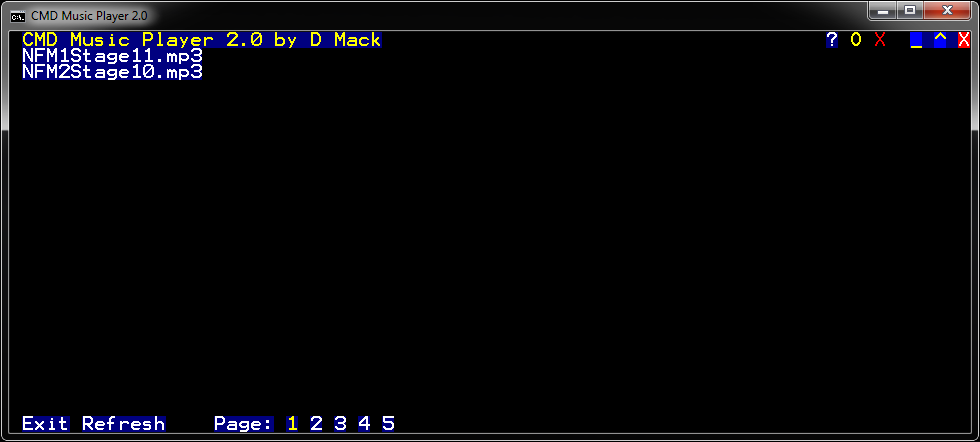 CMD Music Player 2.0
CMD Music Player 2.0 by D Mack ? O X _ ^ X
NFM1Stage11.mp3
NFM2Stage10.mp3
Exit Refresh Page: 1 2 3 4 5